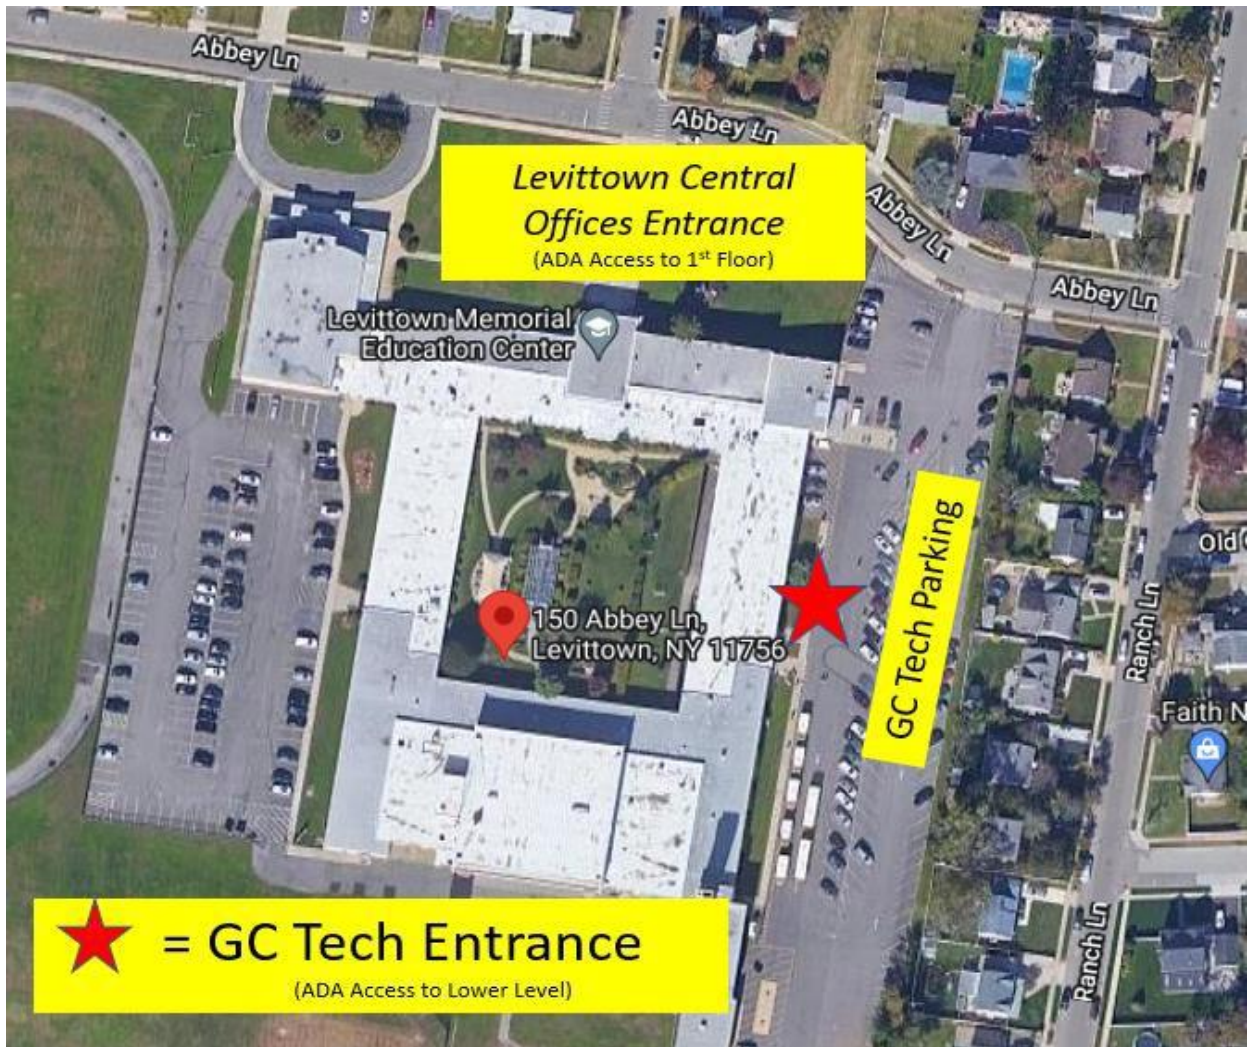 Abbey Ln
Abbey Ln
Levittown Central
Offices Entrance
(ADA Access to 1st Floor)
Abbey Ln
Abbey Ln
Levittown Memorial
Education Center
GC Tech Parking
Old
150 Abbey Ln,
Levittown, NY 11756
Ranch Ln
Faith N
= GC Tech Entrance
(ADA Access to Lower Level)
Ranch Ln